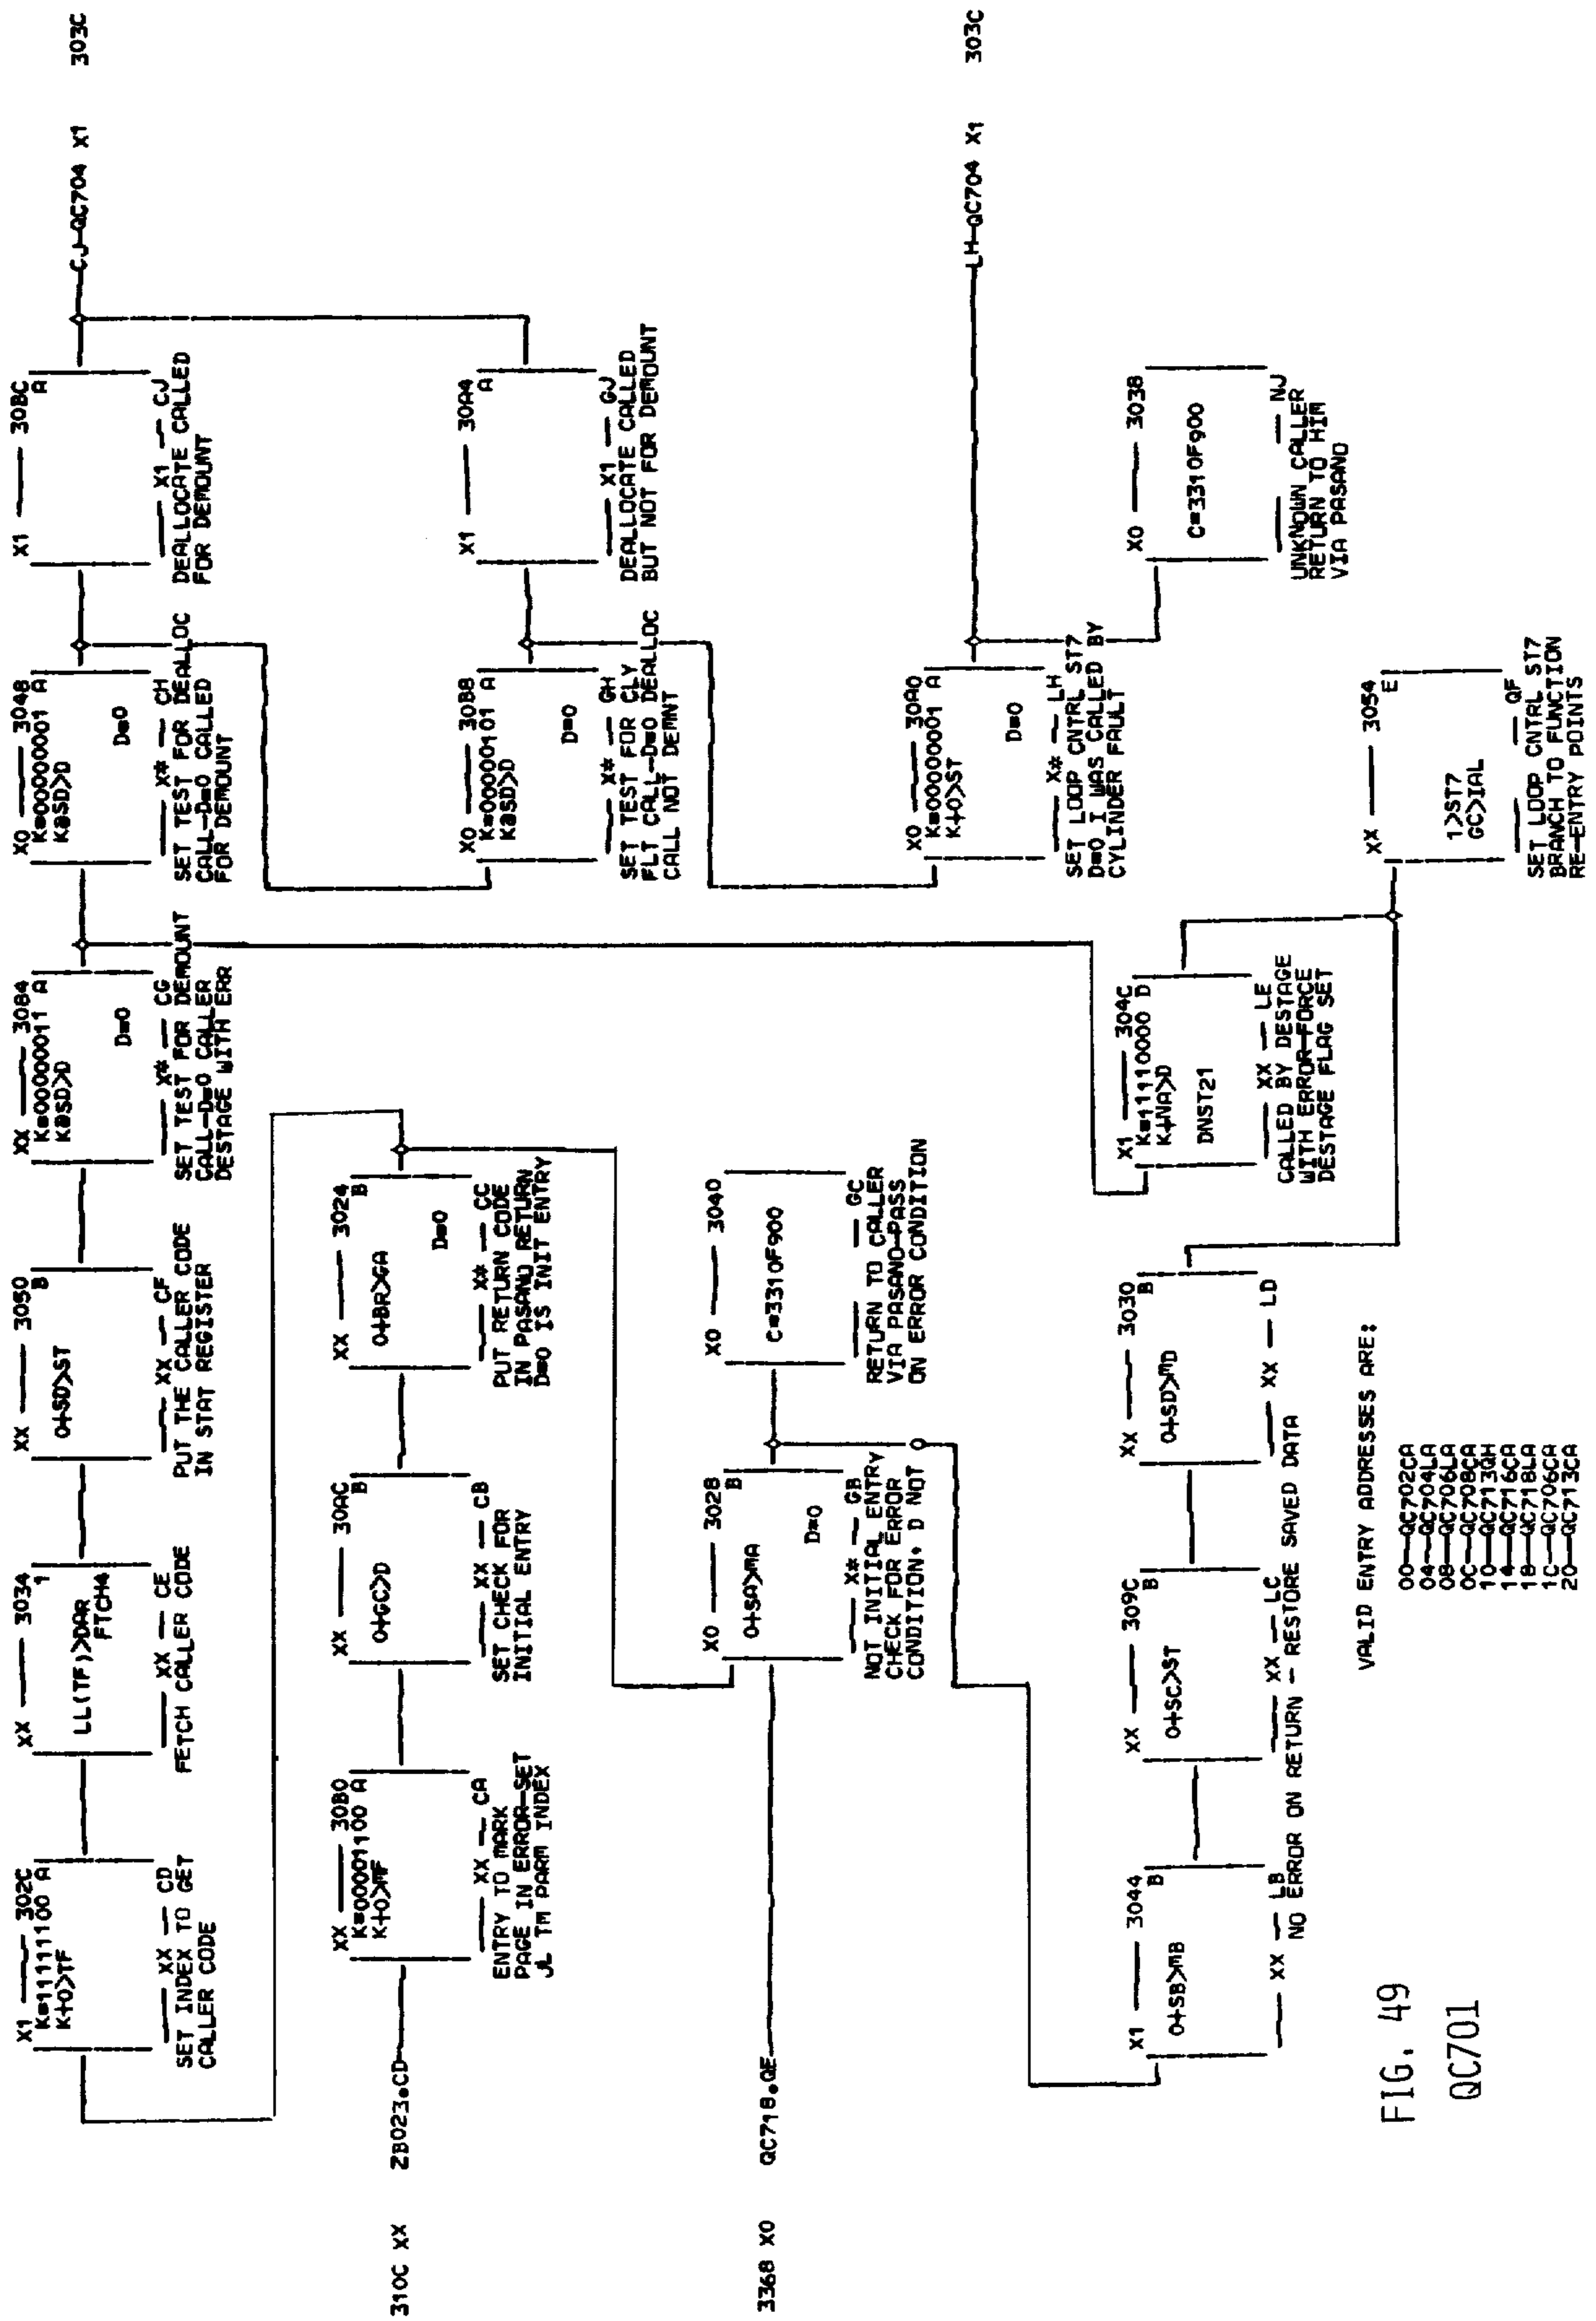 X1 — 302C
K=11111100 A
K+0>TF
— XX — CD
SET INDEX TO GET
CALLER CODE
XX — 3034
1
LL(TF)>DAR
FTCH4
— XX — CE
FETCH CALLER CODE
XX — 3050
B
0+SD>ST
— XX — CF
PUT THE CALLER CODE
IN STAT REGISTER
XX — 3084
K=00000011 A
K@SD>D
D=0
— X* — CG
SET TEST FOR DEMOUNT
CALL-D=0 CALLER
DESTAGE WITH ERR
X0 — 3048
K=00000001 A
K@SD>D
D=0
— X* — CH
SET TEST FOR DEALLOC
CALL-D=0 CALLED
FOR DEMOUNT
X1 — 30BC
A
— X1 — CJ
DEALLOCATE CALLED
FOR DEMOUNT
CJ-QC704 X1 303C
310C XX 2B023.CD
XX — 30B0
K=00001100 A
K+0>MF
— XX — CA
ENTRY TO MARK
PAGE IN ERROR-SET
JL TM PARM INDEX
XX — 30AC
B
0+GC>D
— XX — CB
SET CHECK FOR
INITIAL ENTRY
XX — 3024
B
0+BR>GA
D=0
— X* — CC
PUT RETURN CODE
IN PASAND RETURN
D=0 IS INIT ENTRY
X0 — 30B8
K=00000101 A
K@SD>D
D=0
— X* — GH
SET TEST FOR CLY
FLT CALL-D=0 DEALLOC
CALL NOT DEMNT
X1 — 30A4
A
— X1 — GJ
DEALLOCATE CALLED
BUT NOT FOR DEMOUNT
3368 X0 QC718.QE
X0 — 3028
B
0+SA>MA
D=0
— X* — GB
NOT INITIAL ENTRY
CHECK FOR ERROR
CONDITION, D NOT 0
X0 — 3040
C=3310F900
— GC
RETURN TO CALLER
VIA PASAND-PASS
ON ERROR CONDITION
X0 — 30A0
K=00000001 A
K+0>ST
D=0
— X* — LH
SET LOOP CNTRL ST7
D=0 I WAS CALLED BY
CYLINDER FAULT
LH-QC704 X1 303C
X0 — 3038
C=3310F900
— NJ
UNKNOWN CALLER
RETURN TO HIM
VIA PASAND
X1 — 3044
B
0+SB>MB
— XX — LB
NO ERROR ON RETURN - RESTORE SAVED DATA
XX — 309C
B
0+SC>ST
— XX — LC
XX — 3030
B
0+SD>MD
— XX — LD
X1 — 304C
K=11110000 D
K+NA>D
DNST21
— XX — LE
CALLED BY DESTAGE
WITH ERROR-FORCE
DESTAGE FLAG SET
XX — 3054
E
1>ST7
GC>IAL
— QF
SET LOOP CNTRL ST7
BRANCH TO FUNCTION
RE-ENTRY POINTS
VALID ENTRY ADDRESSES ARE:
00—QC702CA
04—QC704LA
08—QC706LA
0C—QC708CA
10—QC713QH
14—QC716CA
18—QC718LA
1C—QC706CA
20—QC713CA
FIG. 49
QC701